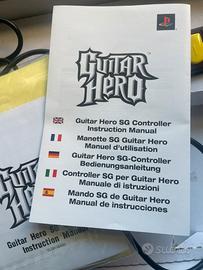 GUITAR
HERO
Guitar Hero SG Controller
Instruction Manual
Manette SG Guitar Hero
Manuel d'utilisation
Guitar Hero SG-Controller
Bedienungsanleitung
Controller SG per Guitar Hero
Manuale di istruzioni
Mando SG de Guitar Hero
Manual de instrucciones
Guitar Hero SG
Instruction Manu
subito